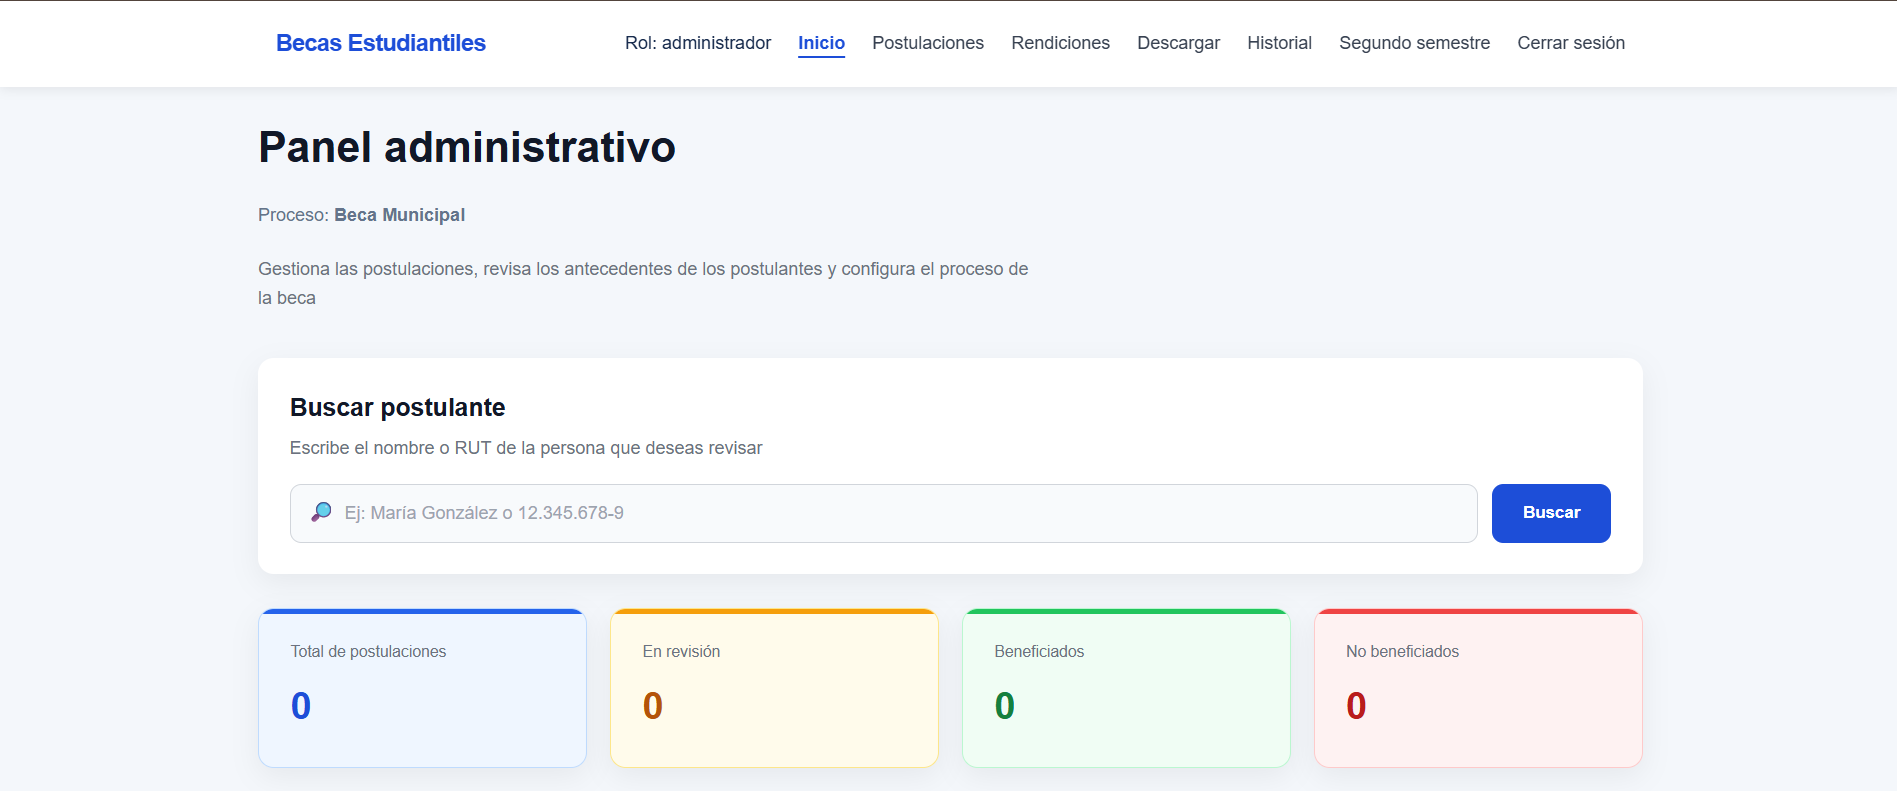 Becas Estudiantiles
Rol: administrador
Inicio
Postulaciones
Rendiciones
Descargar
Historial
Segundo semestre
Cerrar sesión
Panel administrativo
Proceso: Beca Municipal
Gestiona las postulaciones, revisa los antecedentes de los postulantes y configura el proceso de
la beca
Buscar postulante
Escribe el nombre o RUT de la persona que deseas revisar
Ej: María González o 12.345.678-9
Buscar
Total de postulaciones
0
En revisión
0
Beneficiados
0
No beneficiados
0